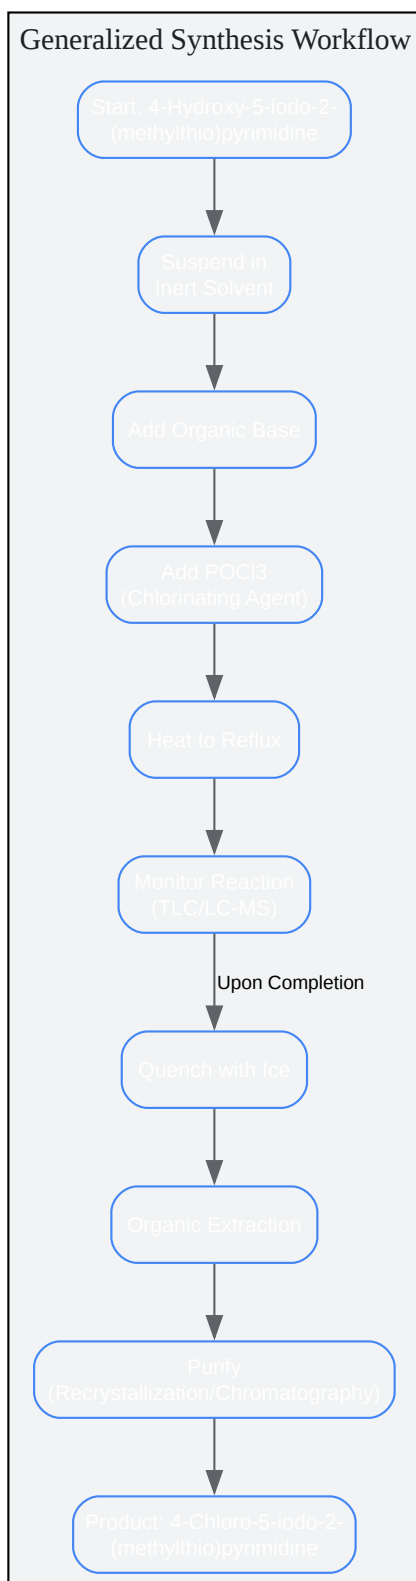 Generalized Synthesis Workflow
Start: 4-Hydroxy-5-iodo-2-
(methylthio)pyrimidine
Suspend in
Inert Solvent
Add Organic Base
Add POCl3
(Chlorinating Agent)
Heat to Reflux
Monitor Reaction
(TLC/LC-MS)
Upon Completion
Quench with Ice
Organic Extraction
Purify
(Recrystallization/Chromatography)
Product: 4-Chloro-5-iodo-2-
(methylthio)pyrimidine